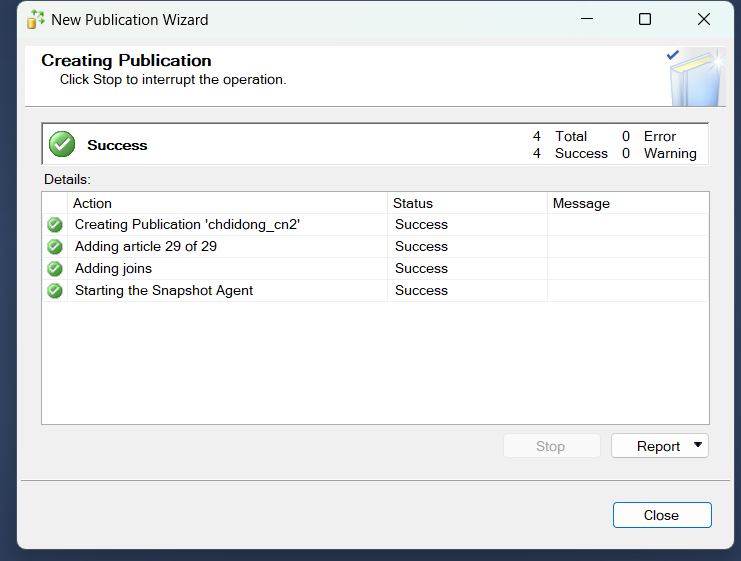 New Publication Wizard
Creating Publication
Click Stop to interrupt the operation.
Success
4 Total 0 Error
4 Success 0 Warning
Details:
Action Status Message
Creating Publication 'chdidong_cn2' Success
Adding article 29 of 29 Success
Adding joins Success
Starting the Snapshot Agent Success
Stop Report
Close